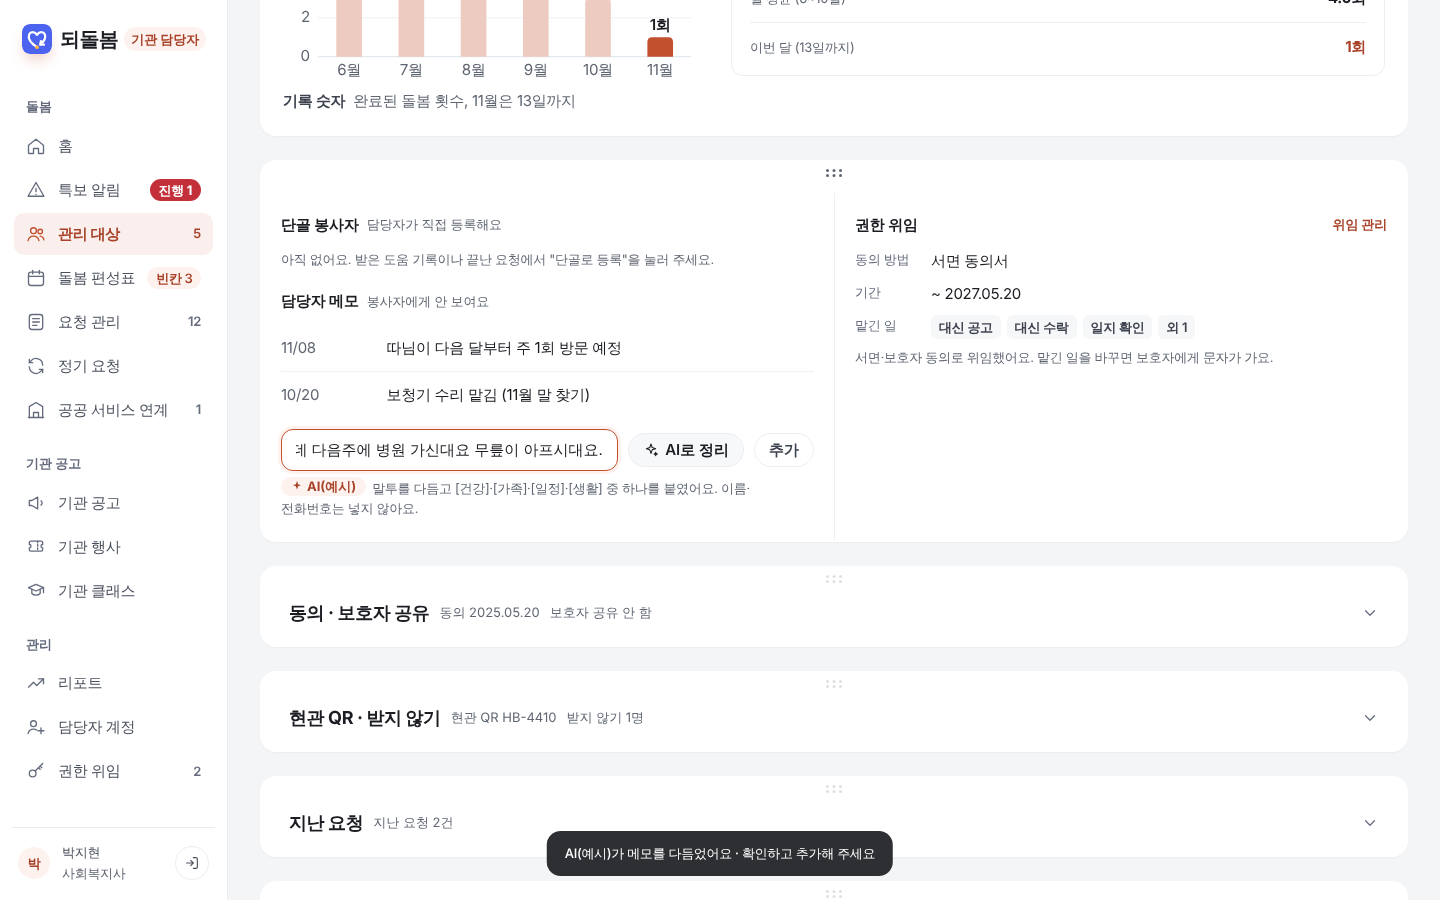 되돌봄 기관 담당자
돌봄
홈
특보 알림 진행 1
관리 대상 5
돌봄 편성표 빈칸 3
요청 관리 12
정기 요청
공공 서비스 연계 1
기관 공고
기관 공고
기관 행사
기관 클래스
관리
리포트
담당자 계정
권한 위임 2
박 박지현
사회복지사
2
0
1회
6월 7월 8월 9월 10월 11월
기록 숫자 완료된 돌봄 횟수, 11월은 13일까지
이번 달 (13일까지) 1회
단골 봉사자 담당자가 직접 등록해요
아직 없어요. 받은 도움 기록이나 끝난 요청에서 "단골로 등록"을 눌러 주세요.
담당자 메모 봉사자에게 안 보여요
11/08 따님이 다음 달부터 주 1회 방문 예정
10/20 보청기 수리 맡김 (11월 말 찾기)
다음주에 병원 가신대요 무릎이 아프시대요.
AI로 정리
추가
AI(예시) 말투를 다듬고 [건강]·[가족]·[일정]·[생활] 중 하나를 붙였어요. 이름·
전화번호는 넣지 않아요.
권한 위임 위임 관리
동의 방법 서면 동의서
기간 ~ 2027.05.20
맡긴 일 대신 공고 대신 수락 일지 확인 외 1
서면·보호자 동의로 위임했어요. 맡긴 일을 바꾸면 보호자에게 문자가 가요.
동의 · 보호자 공유 동의 2025.05.20 보호자 공유 안 함
현관 QR · 받지 않기 현관 QR HB-4410 받지 않기 1명
지난 요청 지난 요청 2건
AI(예시)가 메모를 다듬었어요 · 확인하고 추가해 주세요